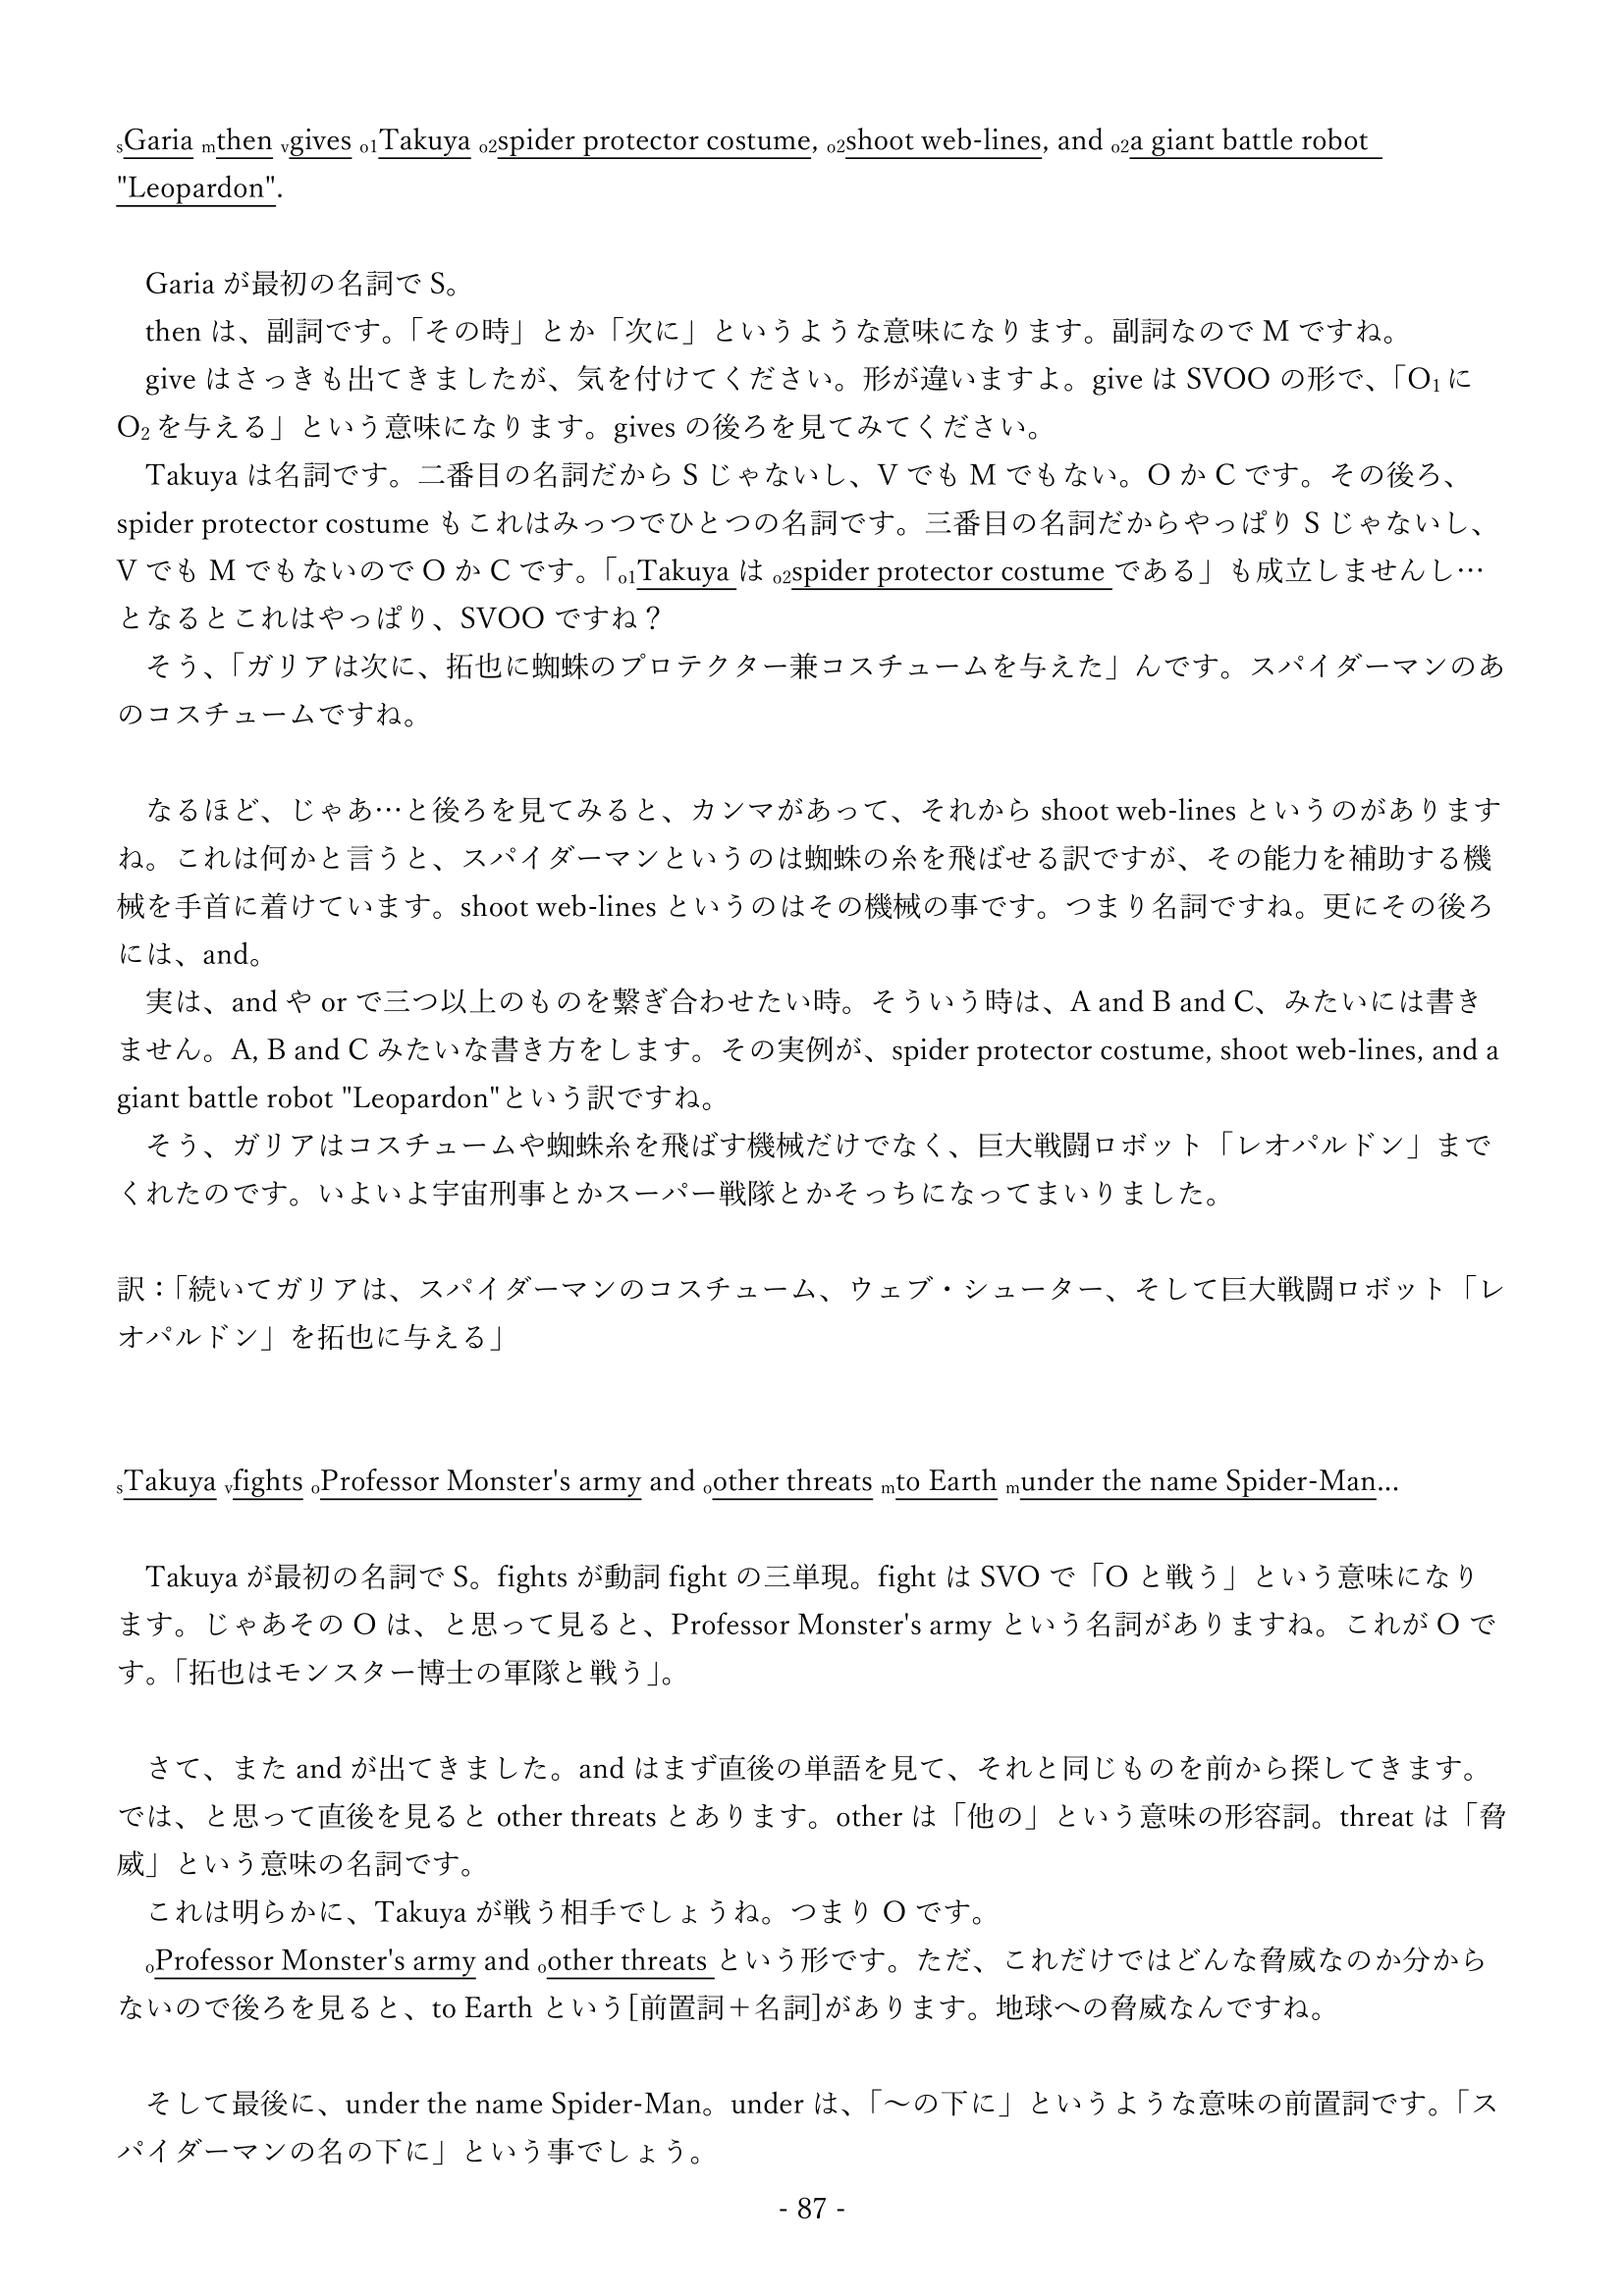 sGaria mthen vgives o1Takuya o2spider protector costume, o2shoot web-lines, and o2a giant battle robot
"Leopardon".
Garia が最初の名詞で S。
then は、副詞です。「その時」とか「次に」というような意味になります。副詞なので M ですね。
give はさっきも出てきましたが、気を付けてください。形が違いますよ。give は SVOO の形で、「O₁に
O₂を与える」という意味になります。gives の後ろを見てみてください。
Takuya は名詞です。二番目の名詞だから S じゃないし、V でも M でもない。O か C です。その後ろ、
spider protector costume もこれはみっつでひとつの名詞です。三番目の名詞だからやっぱり S じゃないし、
V でも M でもないので O か C です。「o1Takuya は o2spider protector costume である」も成立しませんし…
となるとこれはやっぱり、SVOO ですね？
そう、「ガリアは次に、拓也に蜘蛛のプロテクター兼コスチュームを与えた」んです。スパイダーマンのあ
のコスチュームですね。
なるほど、じゃあ…と後ろを見てみると、カンマがあって、それから shoot web-lines というのがあります
ね。これは何かと言うと、スパイダーマンというのは蜘蛛の糸を飛ばせる訳ですが、その能力を補助する機
械を手首に着けています。shoot web-lines というのはその機械の事です。つまり名詞ですね。更にその後ろ
には、and。
実は、and や or で三つ以上のものを繋ぎ合わせたい時。そういう時は、A and B and C、みたいには書き
ません。A, B and C みたいな書き方をします。その実例が、spider protector costume, shoot web-lines, and a
giant battle robot "Leopardon"という訳ですね。
そう、ガリアはコスチュームや蜘蛛糸を飛ばす機械だけでなく、巨大戦闘ロボット「レオパルドン」まで
くれたのです。いよいよ宇宙刑事とかスーパー戦隊とかそっちになってまいりました。
訳：「続いてガリアは、スパイダーマンのコスチューム、ウェブ・シューター、そして巨大戦闘ロボット「レ
オパルドン」を拓也に与える」
sTakuya vfights oProfessor Monster's army and oother threats mto Earth munder the name Spider-Man...
Takuya が最初の名詞で S。fights が動詞 fight の三単現。fight は SVO で「O と戦う」という意味になり
ます。じゃあその O は、と思って見ると、Professor Monster's army という名詞がありますね。これが O で
す。「拓也はモンスター博士の軍隊と戦う」。
さて、また and が出てきました。and はまず直後の単語を見て、それと同じものを前から探してきます。
では、と思って直後を見ると other threats とあります。other は「他の」という意味の形容詞。threat は「脅
威」という意味の名詞です。
これは明らかに、Takuya が戦う相手でしょうね。つまり O です。
oProfessor Monster's army and oother threats という形です。ただ、これだけではどんな脅威なのか分から
ないので後ろを見ると、to Earth という[前置詞＋名詞]があります。地球への脅威なんですね。
そして最後に、under the name Spider-Man。under は、「～の下に」というような意味の前置詞です。「ス
パイダーマンの名の下に」という事でしょう。
- 87 -